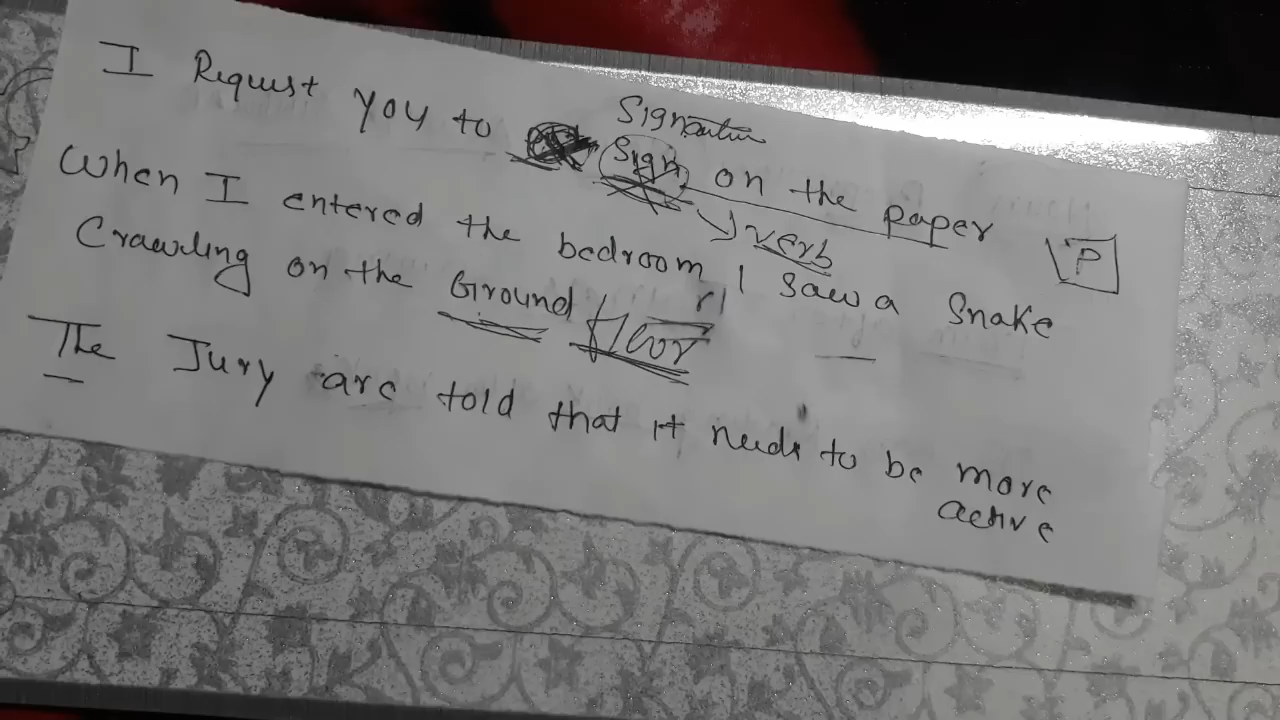 I Request you to Sign on the paper
Signature
verb
P
When I entered the bedroom I saw a Snake
Crawling on the Ground floor
The Jury are told that it needs to be more
active